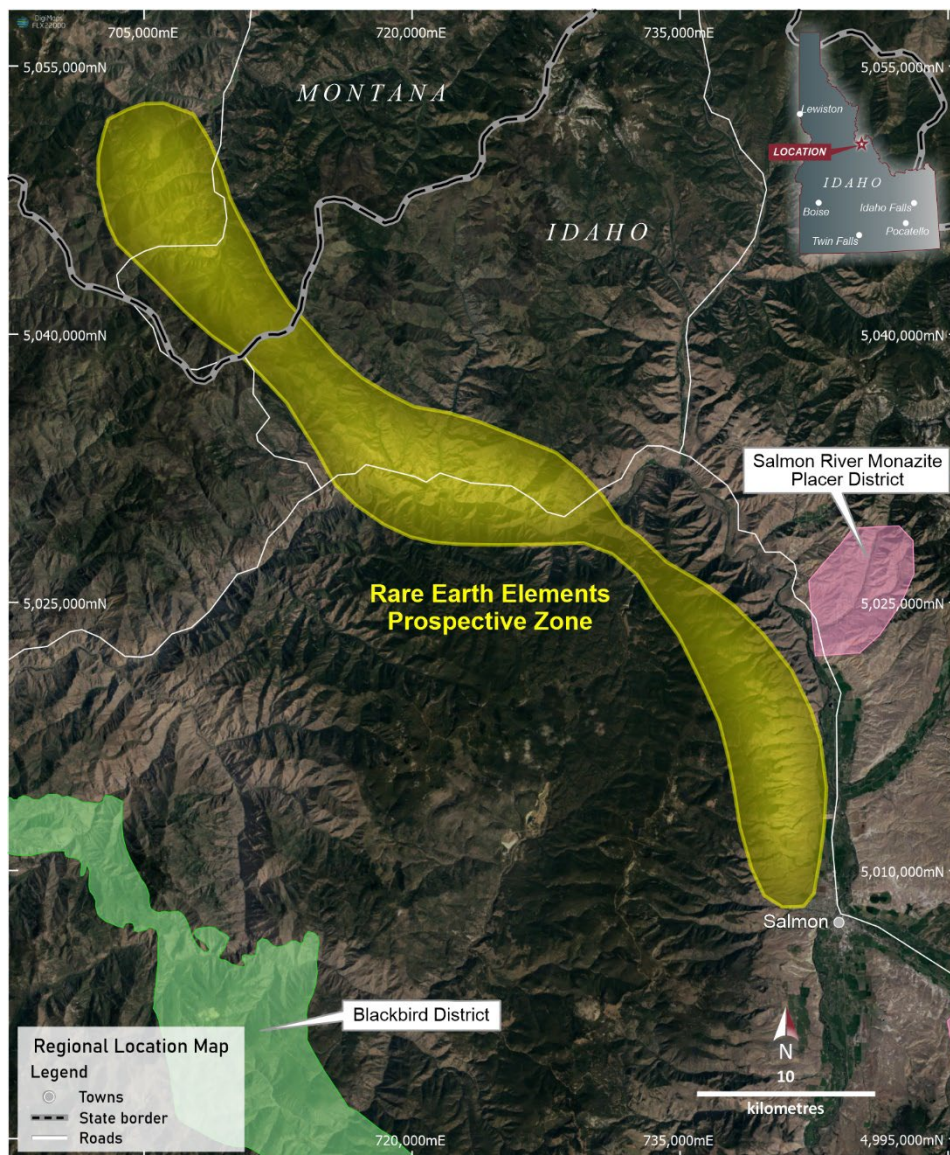 DigiMaps
FLX22000
705,000mE
720,000mE
735,000mE
5,055,000mN
5,055,000mN
MONTANA
IDAHO
Lewiston
LOCATION
IDAHO
Boise
Idaho Falls
Pocatello
Twin Falls
5,040,000mN
5,040,000mN
Salmon River Monazite
Placer District
Rare Earth Elements
Prospective Zone
5,025,000mN
5,025,000mN
5,010,000mN
Salmon
Blackbird District
Regional Location Map
Legend
Towns
State border
Roads
N
10
kilometres
720,000mE
735,000mE
4,995,000mN